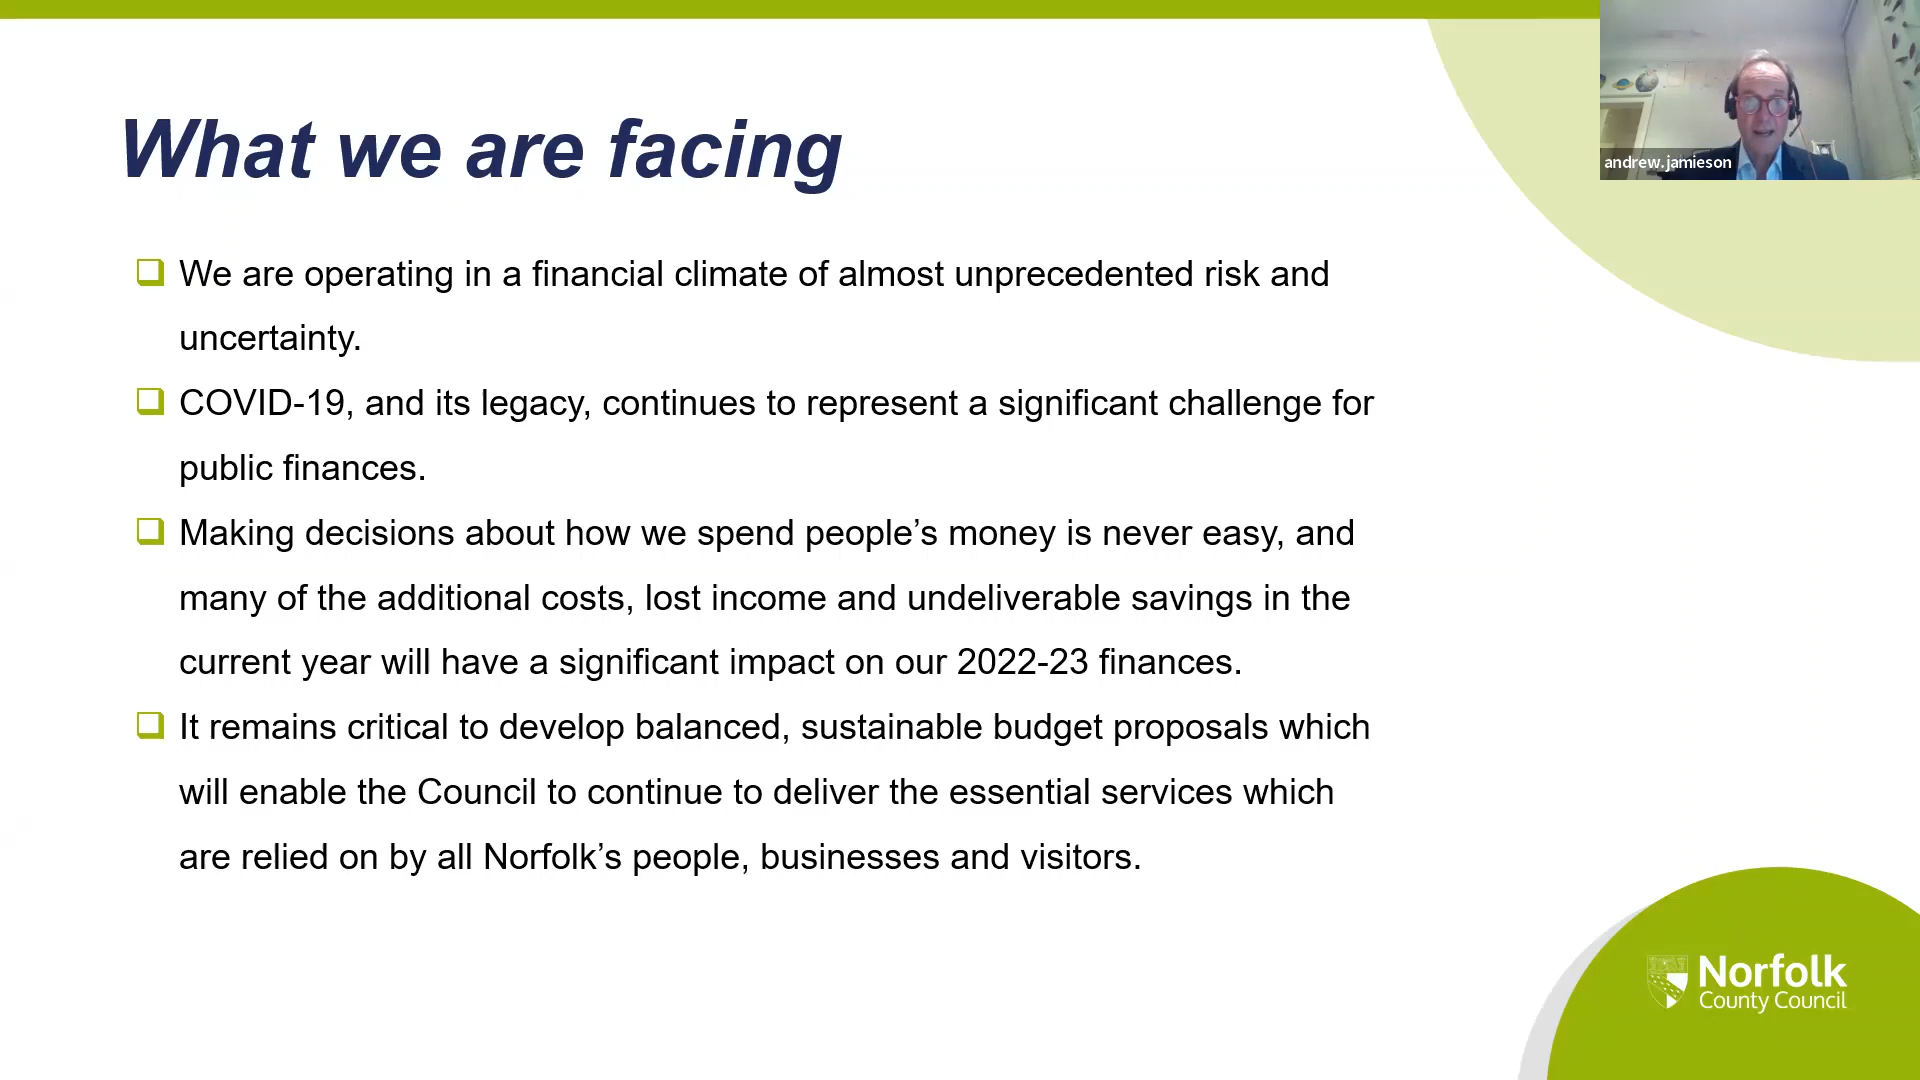 What we are facing
andrew.jamieson
We are operating in a financial climate of almost unprecedented risk and
uncertainty.
COVID-19, and its legacy, continues to represent a significant challenge for
public finances.
Making decisions about how we spend people’s money is never easy, and
many of the additional costs, lost income and undeliverable savings in the
current year will have a significant impact on our 2022-23 finances.
It remains critical to develop balanced, sustainable budget proposals which
will enable the Council to continue to deliver the essential services which
are relied on by all Norfolk’s people, businesses and visitors.
Norfolk
County Council